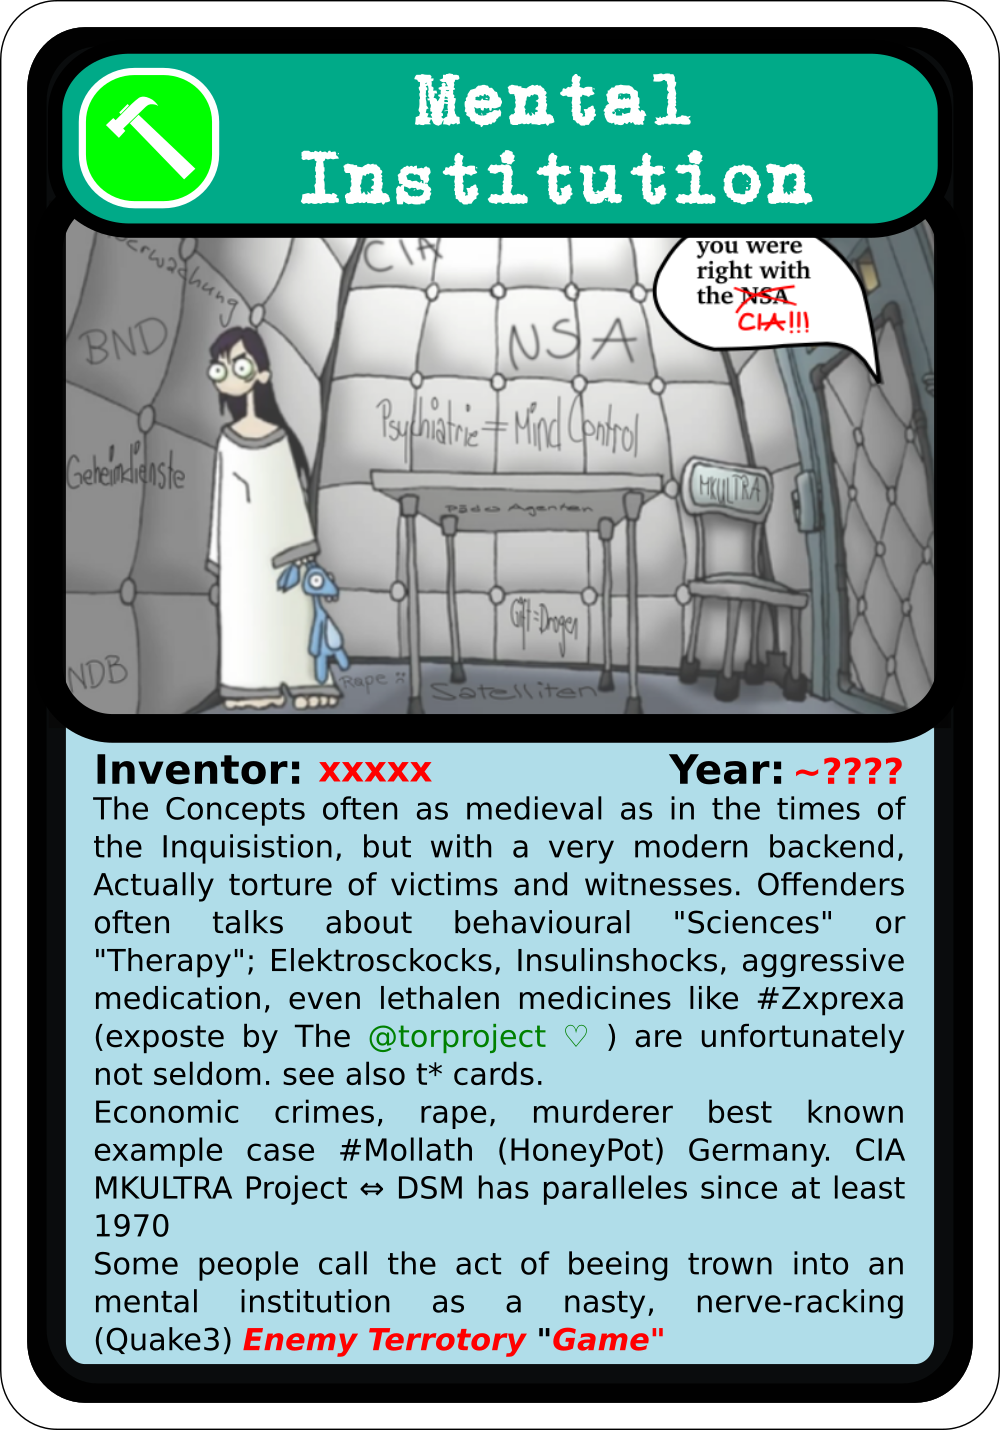 Mental
Institution
Überwachung
CIA
you were
right with
the NSA
CIA!!!
BND
NSA
Psychiatrie = Mind Control
Geheimdienste
MKULTRA
Pädo Agenten
Gift=Drogen
NDB
Rape :
Satelliten
Inventor: xxxxx Year: ~????
The Concepts often as medieval as in the times of
the Inquisistion, but with a very modern backend,
Actually torture of victims and witnesses. Offenders
often talks about behavioural "Sciences" or
"Therapy"; Elektrosckocks, Insulinshocks, aggressive
medication, even lethalen medicines like #Zxprexa
(exposte by The @torproject ♡ ) are unfortunately
not seldom. see also t* cards.
Economic crimes, rape, murderer best known
example case #Mollath (HoneyPot) Germany. CIA
MKULTRA Project ⇔ DSM has paralleles since at least
1970
Some people call the act of beeing trown into an
mental institution as a nasty, nerve-racking
(Quake3) Enemy Terrotory "Game"